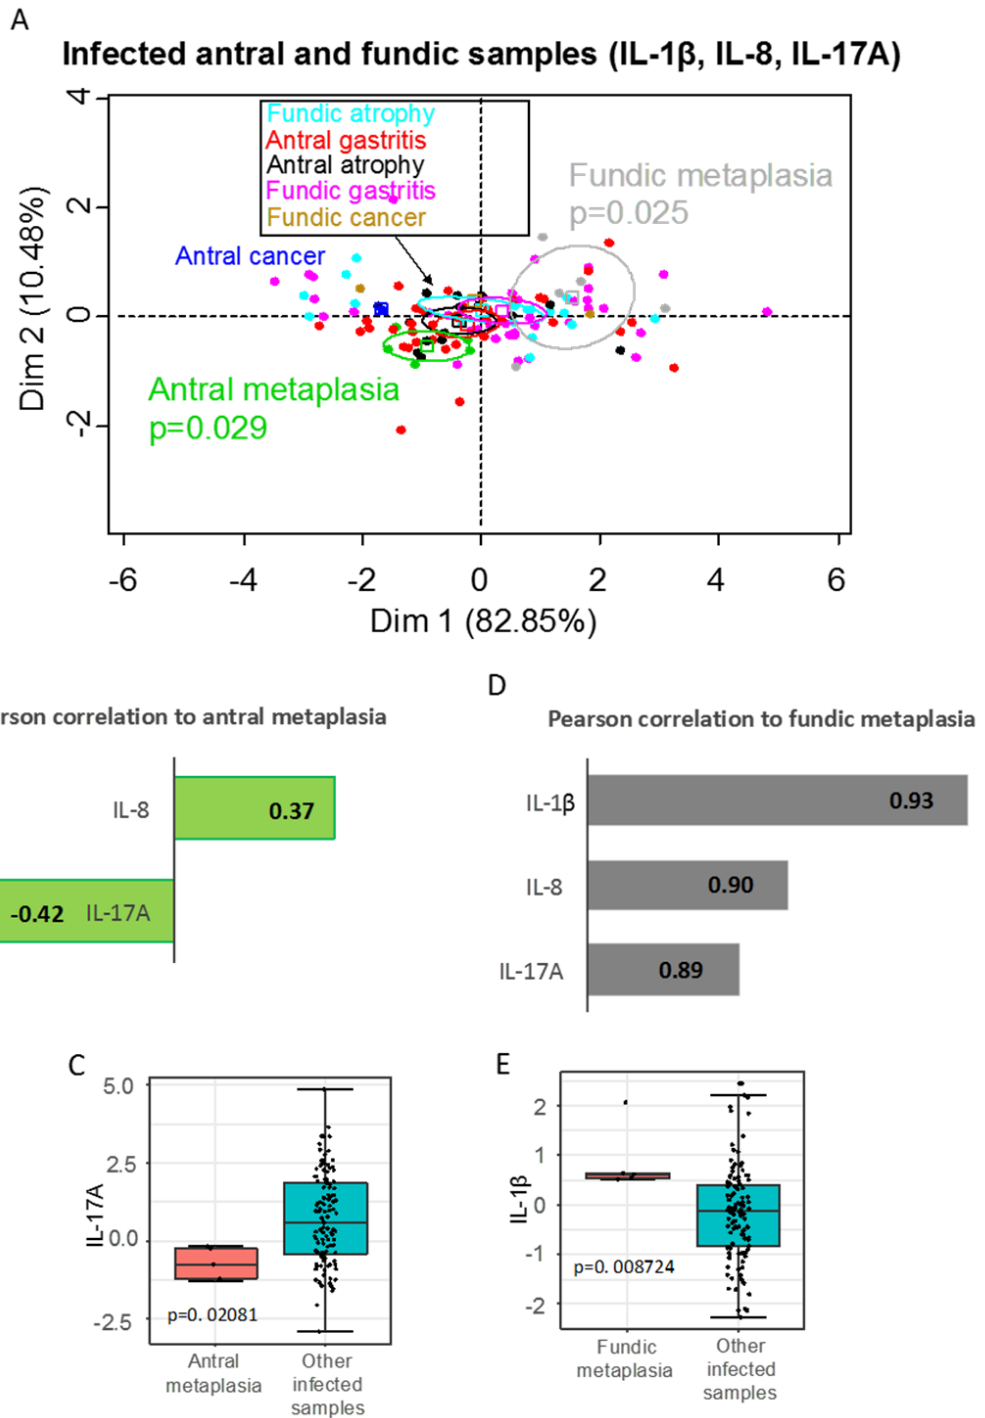 A
Infected antral and fundic samples (IL-1β, IL-8, IL-17A)
4
2
0
-2
Dim 2 (10.48%)
Fundic atrophy
Antral gastritis
Antral atrophy
Fundic gastritis
Fundic cancer
Antral cancer
Fundic metaplasia
p=0.025
Antral metaplasia
p=0.029
-6
-4
-2
0
2
4
6
Dim 1 (82.85%)
rson correlation to antral metaplasia
IL-8
0.37
-0.42
IL-17A
D
Pearson correlation to fundic metaplasia
IL-1β
0.93
IL-8
0.90
IL-17A
0.89
C
5.0
2.5
0.0
-2.5
IL-17A
p=0. 02081
Antral
metaplasia
Other
infected
samples
E
2
1
0
-1
-2
IL-1β
p=0. 008724
Fundic
metaplasia
Other
infected
samples